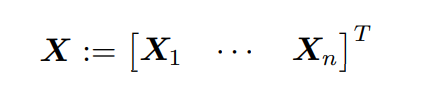 X := [X₁ ⋯ Xₙ]ᵀ